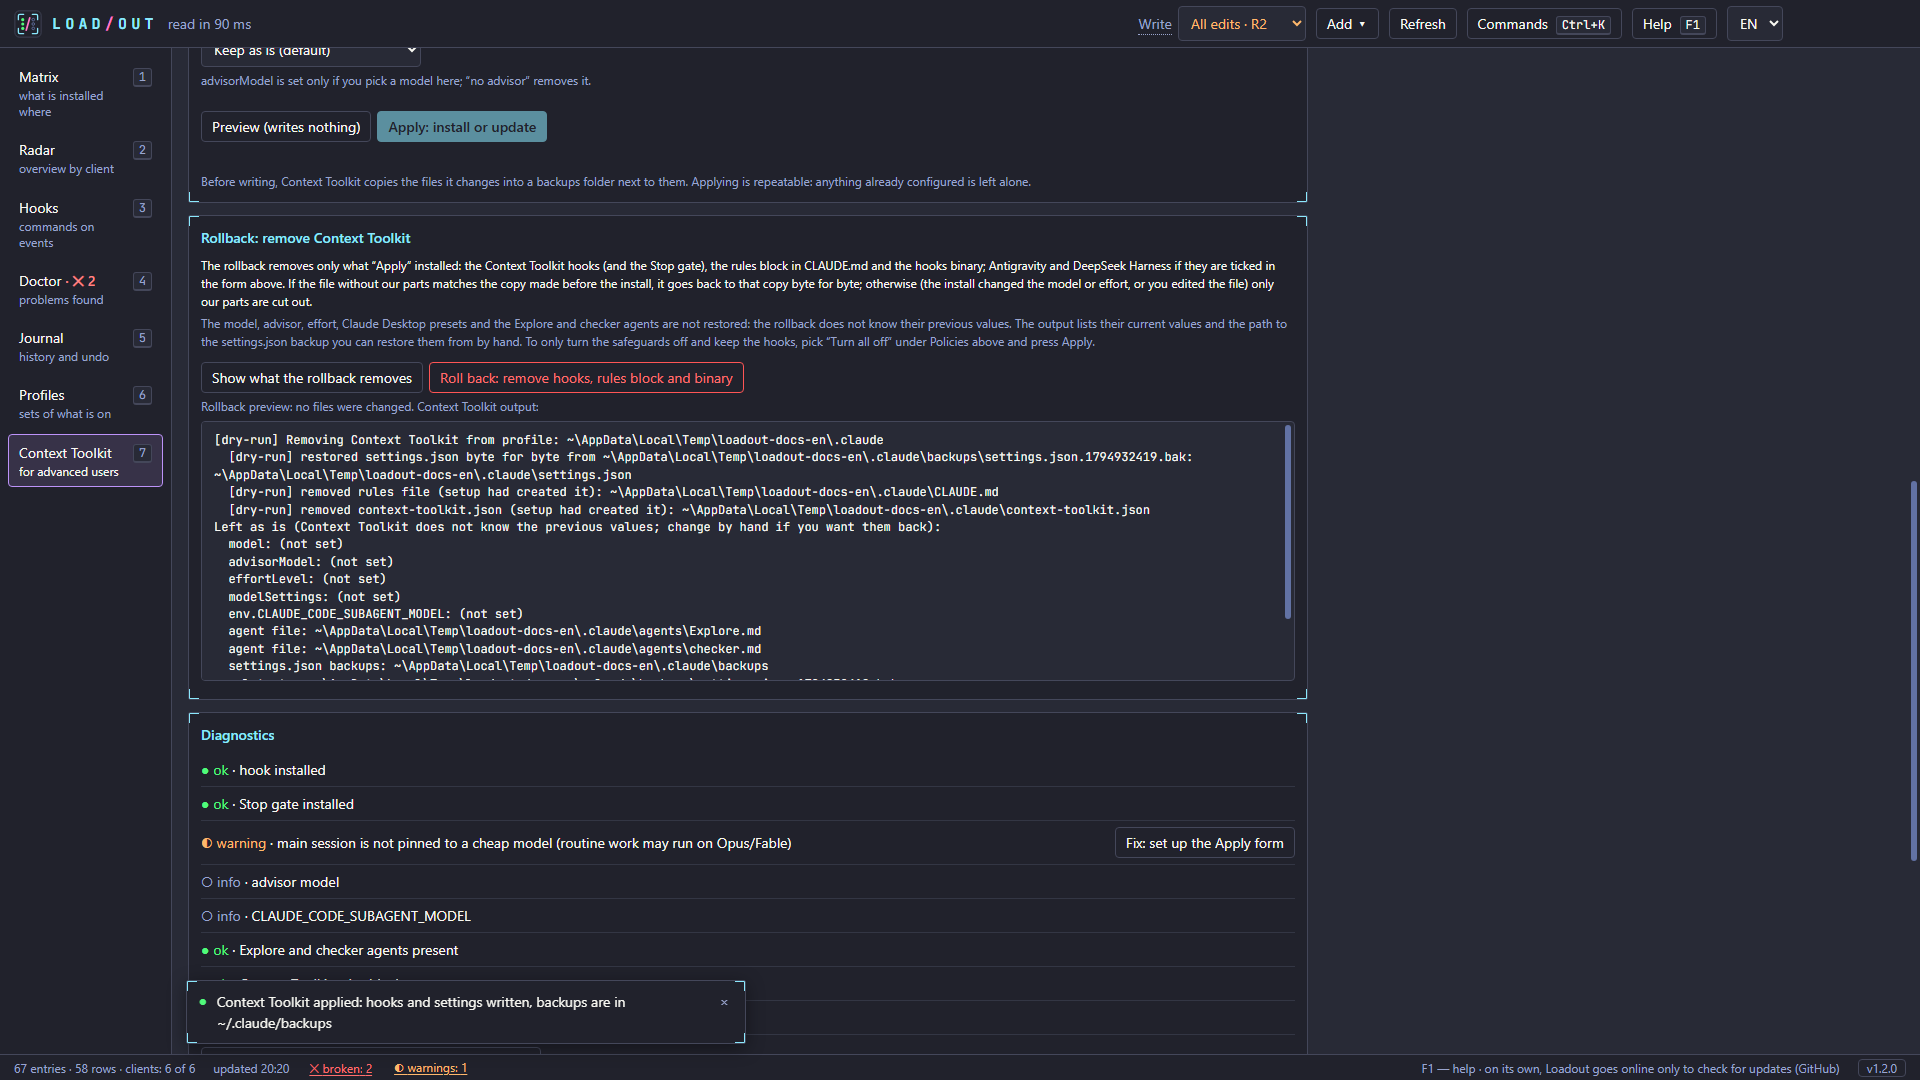 LOAD/OUT read in 90 ms
Write All edits · R2 Add ▾ Refresh Commands Ctrl+K Help F1 EN
Matrix 1
what is installed
where
Radar 2
overview by client
Hooks 3
commands on
events
Doctor · ✕ 2 4
problems found
Journal 5
history and undo
Profiles 6
sets of what is on
Context Toolkit 7
for advanced users
Keep as is (default)
advisorModel is set only if you pick a model here; “no advisor” removes it.
Preview (writes nothing) Apply: install or update
Before writing, Context Toolkit copies the files it changes into a backups folder next to them. Applying is repeatable: anything already configured is left alone.
Rollback: remove Context Toolkit
The rollback removes only what “Apply” installed: the Context Toolkit hooks (and the Stop gate), the rules block in CLAUDE.md and the hooks binary; Antigravity and DeepSeek Harness if they are ticked in
the form above. If the file without our parts matches the copy made before the install, it goes back to that copy byte for byte; otherwise (the install changed the model or effort, or you edited the file) only
our parts are cut out.
The model, advisor, effort, Claude Desktop presets and the Explore and checker agents are not restored: the rollback does not know their previous values. The output lists their current values and the path to
the settings.json backup you can restore them from by hand. To only turn the safeguards off and keep the hooks, pick “Turn all off” under Policies above and press Apply.
Show what the rollback removes Roll back: remove hooks, rules block and binary
Rollback preview: no files were changed. Context Toolkit output:
[dry-run] Removing Context Toolkit from profile: ~\AppData\Local\Temp\loadout-docs-en\.claude
[dry-run] restored settings.json byte for byte from ~\AppData\Local\Temp\loadout-docs-en\.claude\backups\settings.json.1794932419.bak:
~\AppData\Local\Temp\loadout-docs-en\.claude\settings.json
[dry-run] removed rules file (setup had created it): ~\AppData\Local\Temp\loadout-docs-en\.claude\CLAUDE.md
[dry-run] removed context-toolkit.json (setup had created it): ~\AppData\Local\Temp\loadout-docs-en\.claude\context-toolkit.json
Left as is (Context Toolkit does not know the previous values; change by hand if you want them back):
model: (not set)
advisorModel: (not set)
effortLevel: (not set)
modelSettings: (not set)
env.CLAUDE_CODE_SUBAGENT_MODEL: (not set)
agent file: ~\AppData\Local\Temp\loadout-docs-en\.claude\agents\Explore.md
agent file: ~\AppData\Local\Temp\loadout-docs-en\.claude\agents\checker.md
settings.json backups: ~\AppData\Local\Temp\loadout-docs-en\.claude\backups
Diagnostics
ok · hook installed
ok · Stop gate installed
warning · main session is not pinned to a cheap model (routine work may run on Opus/Fable) Fix: set up the Apply form
info · advisor model
info · CLAUDE_CODE_SUBAGENT_MODEL
ok · Explore and checker agents present
Context Toolkit applied: hooks and settings written, backups are in ×
~/.claude/backups
67 entries · 58 rows · clients: 6 of 6 updated 20:20 ✕ broken: 2 warnings: 1 F1 — help · on its own, Loadout goes online only to check for updates (GitHub) v1.2.0